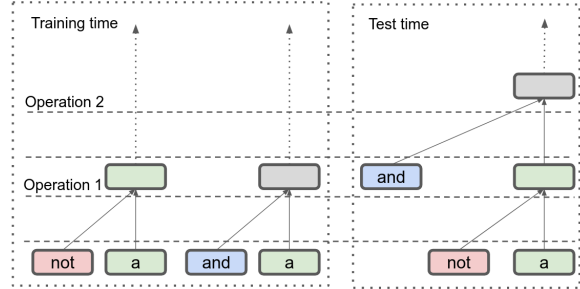 Training time
Test time
Operation 2
Operation 1
and
not
a
and
a
not
a